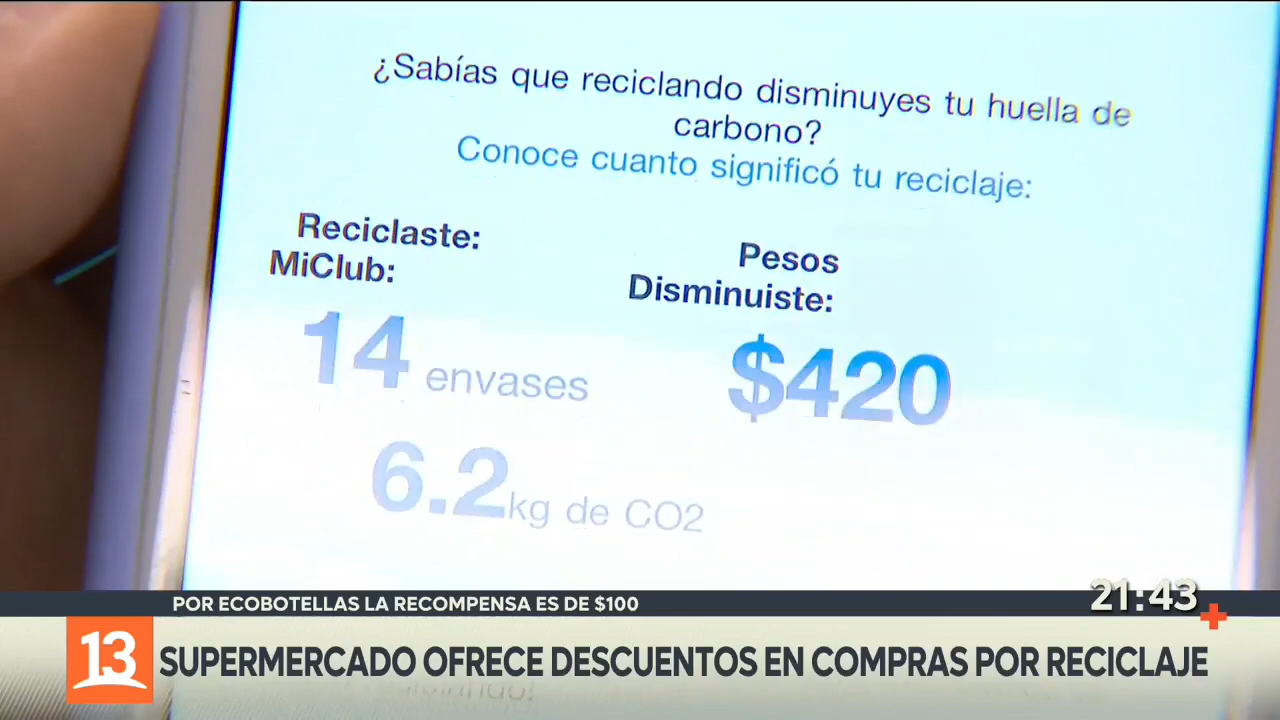 ¿Sabías que reciclando disminuyes tu huella de
carbono?
Conoce cuanto significó tu reciclaje:
Reciclaste:
MiClub:
14 envases
6.2kg de CO2
Pesos
Disminuiste:
$420
POR ECOBOTELLAS LA RECOMPENSA ES DE $100
21:43
13
SUPERMERCADO OFRECE DESCUENTOS EN COMPRAS POR RECICLAJE